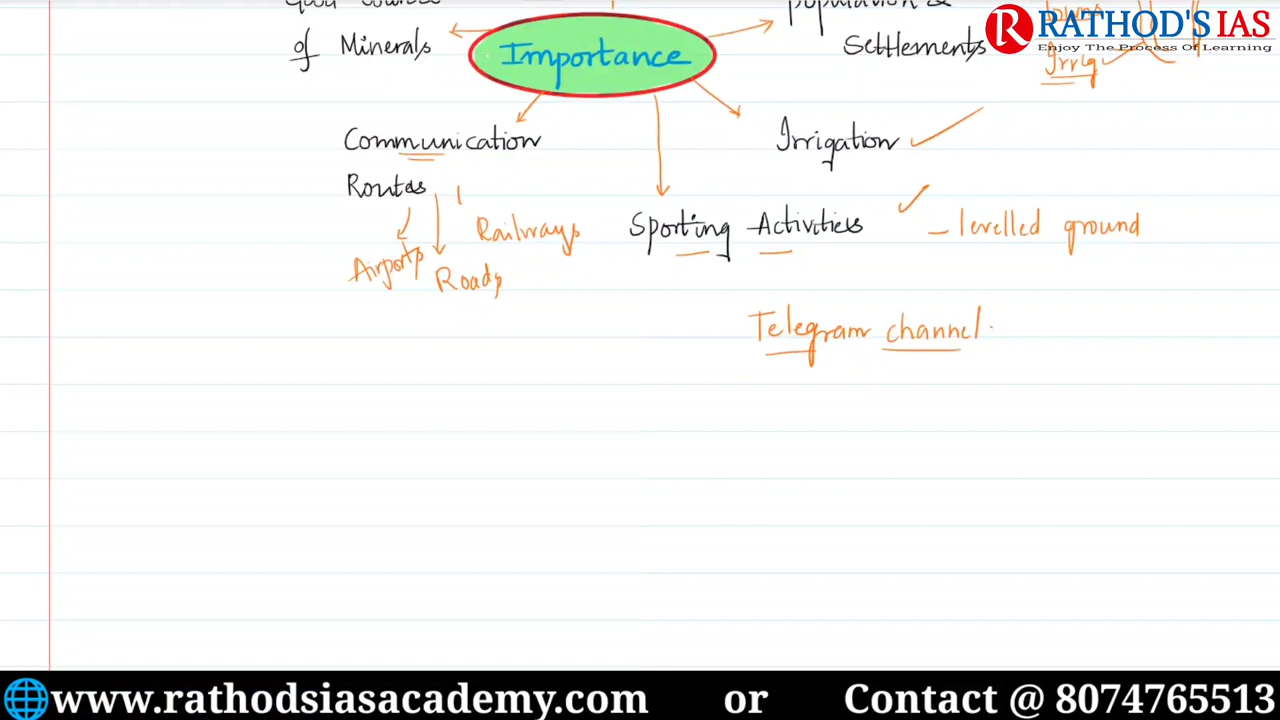 of Minerals
Importance
Settlements
RATHOD'S IAS
Enjoy The Process Of Learning
Irrig
Communication
Routes
Irrigation
Railways
Airports
Roads
Sporting Activities
– levelled ground
Telegram channel.
www.rathodsiasacademy.com or Contact @ 8074765513